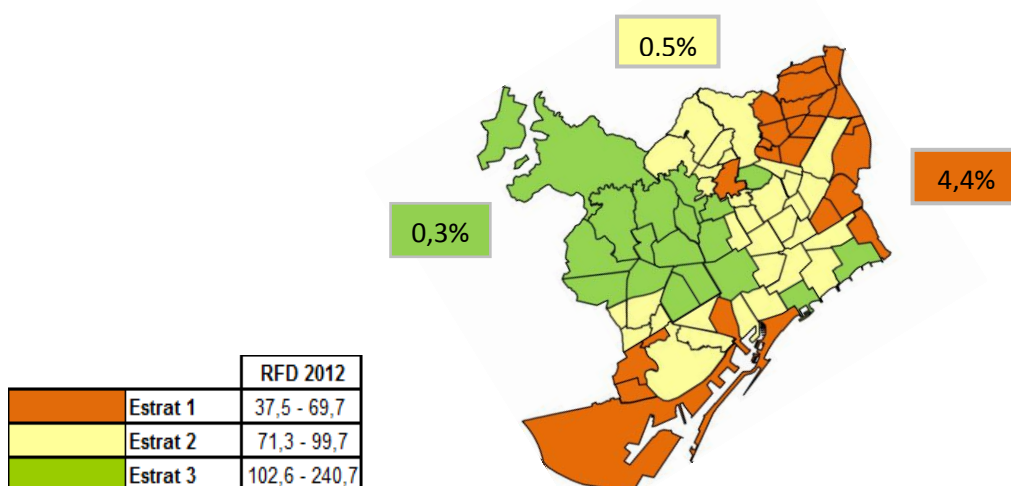 0.5%
4,4%
0,3%
RFD 2012
Estrat 1 37,5 - 69,7
Estrat 2 71,3 - 99,7
Estrat 3 102,6 - 240,7